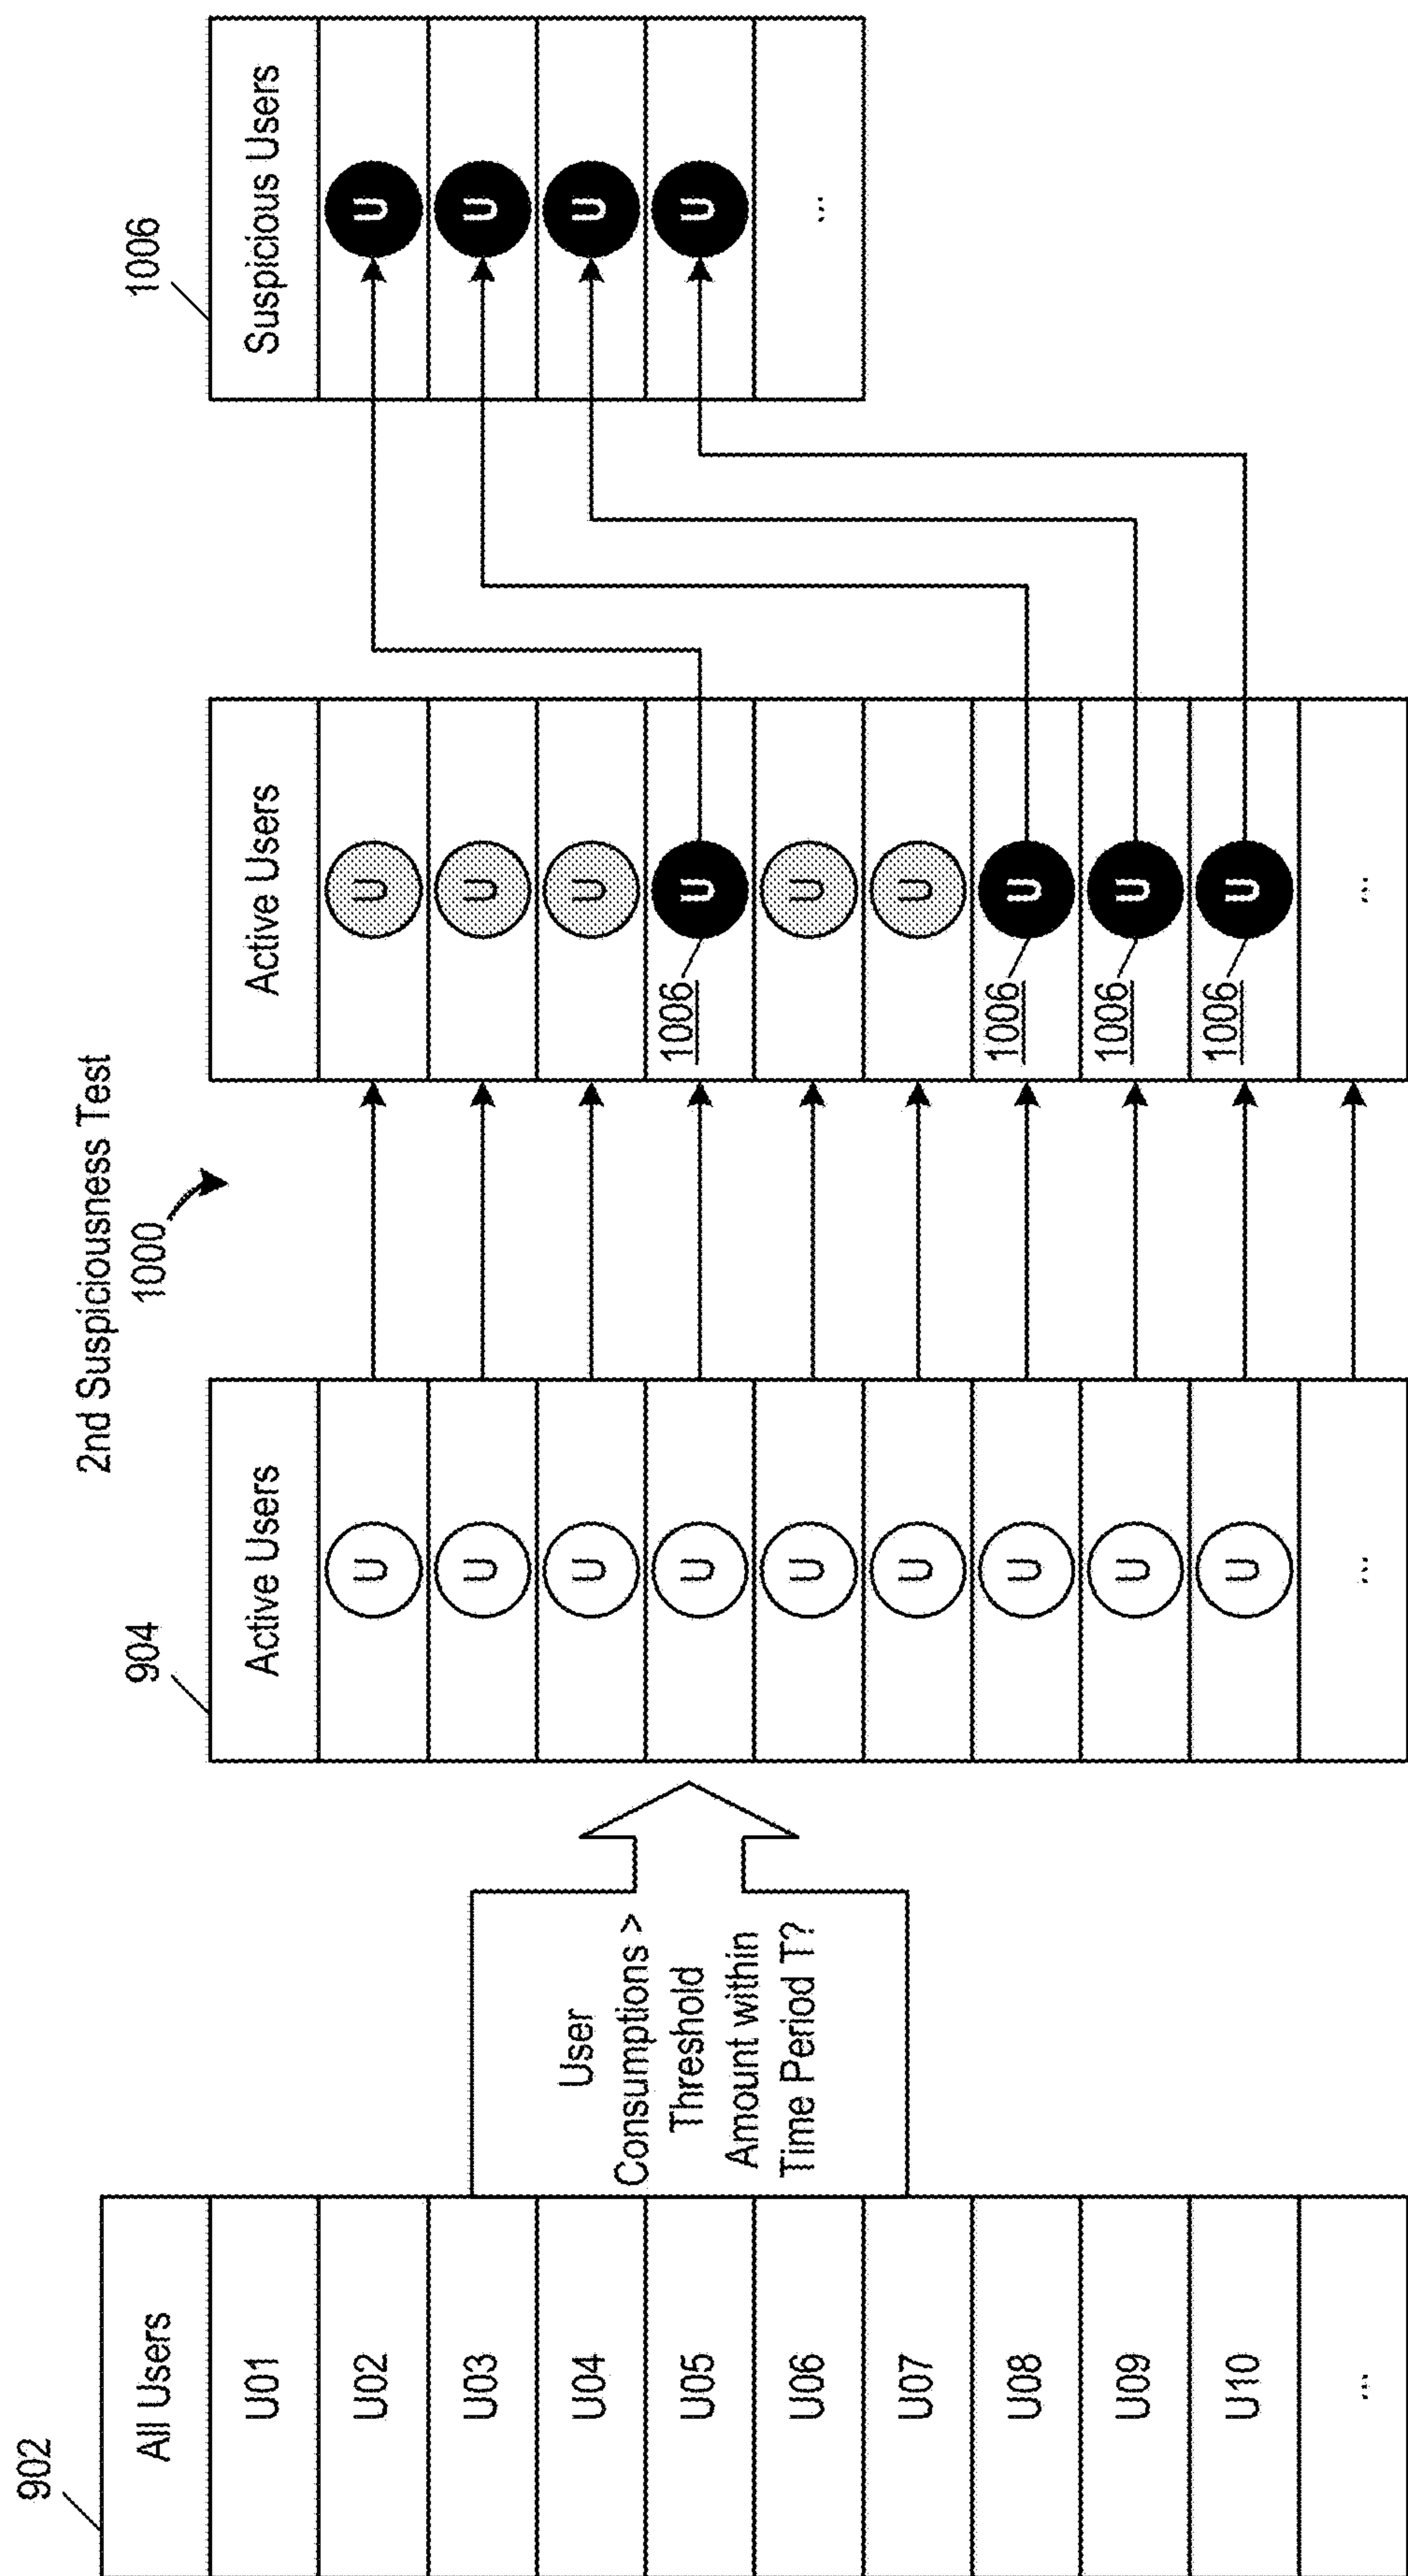 2nd Suspiciousness Test
1000
902
All Users
U01
U02
U03
U04
U05
U06
U07
U08
U09
U10
...
User
Consumptions >
Threshold
Amount within
Time Period T?
904
Active Users
U
U
U
U
U
U
U
U
U
...
Active Users
U
U
U
1006
U
U
U
1006
U
1006
U
1006
U
...
1006
Suspicious Users
U
U
U
U
...